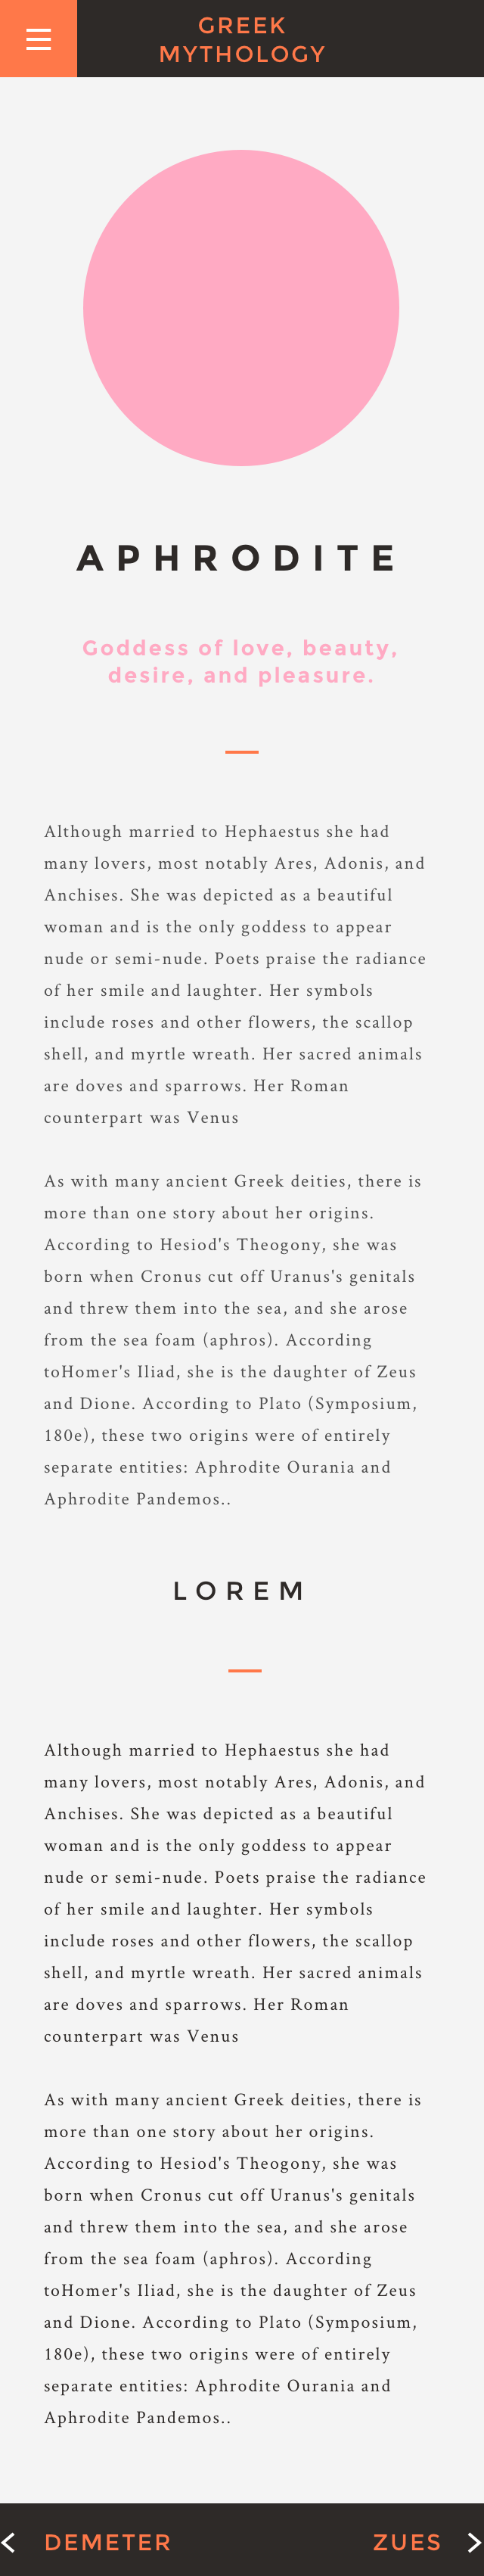 GREEK
MYTHOLOGY
APHRODITE
Goddess of love, beauty,
desire, and pleasure.
Although married to Hephaestus she had
many lovers, most notably Ares, Adonis, and
Anchises. She was depicted as a beautiful
woman and is the only goddess to appear
nude or semi-nude. Poets praise the radiance
of her smile and laughter. Her symbols
include roses and other flowers, the scallop
shell, and myrtle wreath. Her sacred animals
are doves and sparrows. Her Roman
counterpart was Venus
As with many ancient Greek deities, there is
more than one story about her origins.
According to Hesiod's Theogony, she was
born when Cronus cut off Uranus's genitals
and threw them into the sea, and she arose
from the sea foam (aphros). According
toHomer's Iliad, she is the daughter of Zeus
and Dione. According to Plato (Symposium,
180e), these two origins were of entirely
separate entities: Aphrodite Ourania and
Aphrodite Pandemos..
LOREM
Although married to Hephaestus she had
many lovers, most notably Ares, Adonis, and
Anchises. She was depicted as a beautiful
woman and is the only goddess to appear
nude or semi-nude. Poets praise the radiance
of her smile and laughter. Her symbols
include roses and other flowers, the scallop
shell, and myrtle wreath. Her sacred animals
are doves and sparrows. Her Roman
counterpart was Venus
As with many ancient Greek deities, there is
more than one story about her origins.
According to Hesiod's Theogony, she was
born when Cronus cut off Uranus's genitals
and threw them into the sea, and she arose
from the sea foam (aphros). According
toHomer's Iliad, she is the daughter of Zeus
and Dione. According to Plato (Symposium,
180e), these two origins were of entirely
separate entities: Aphrodite Ourania and
Aphrodite Pandemos..
DEMETER ZUES